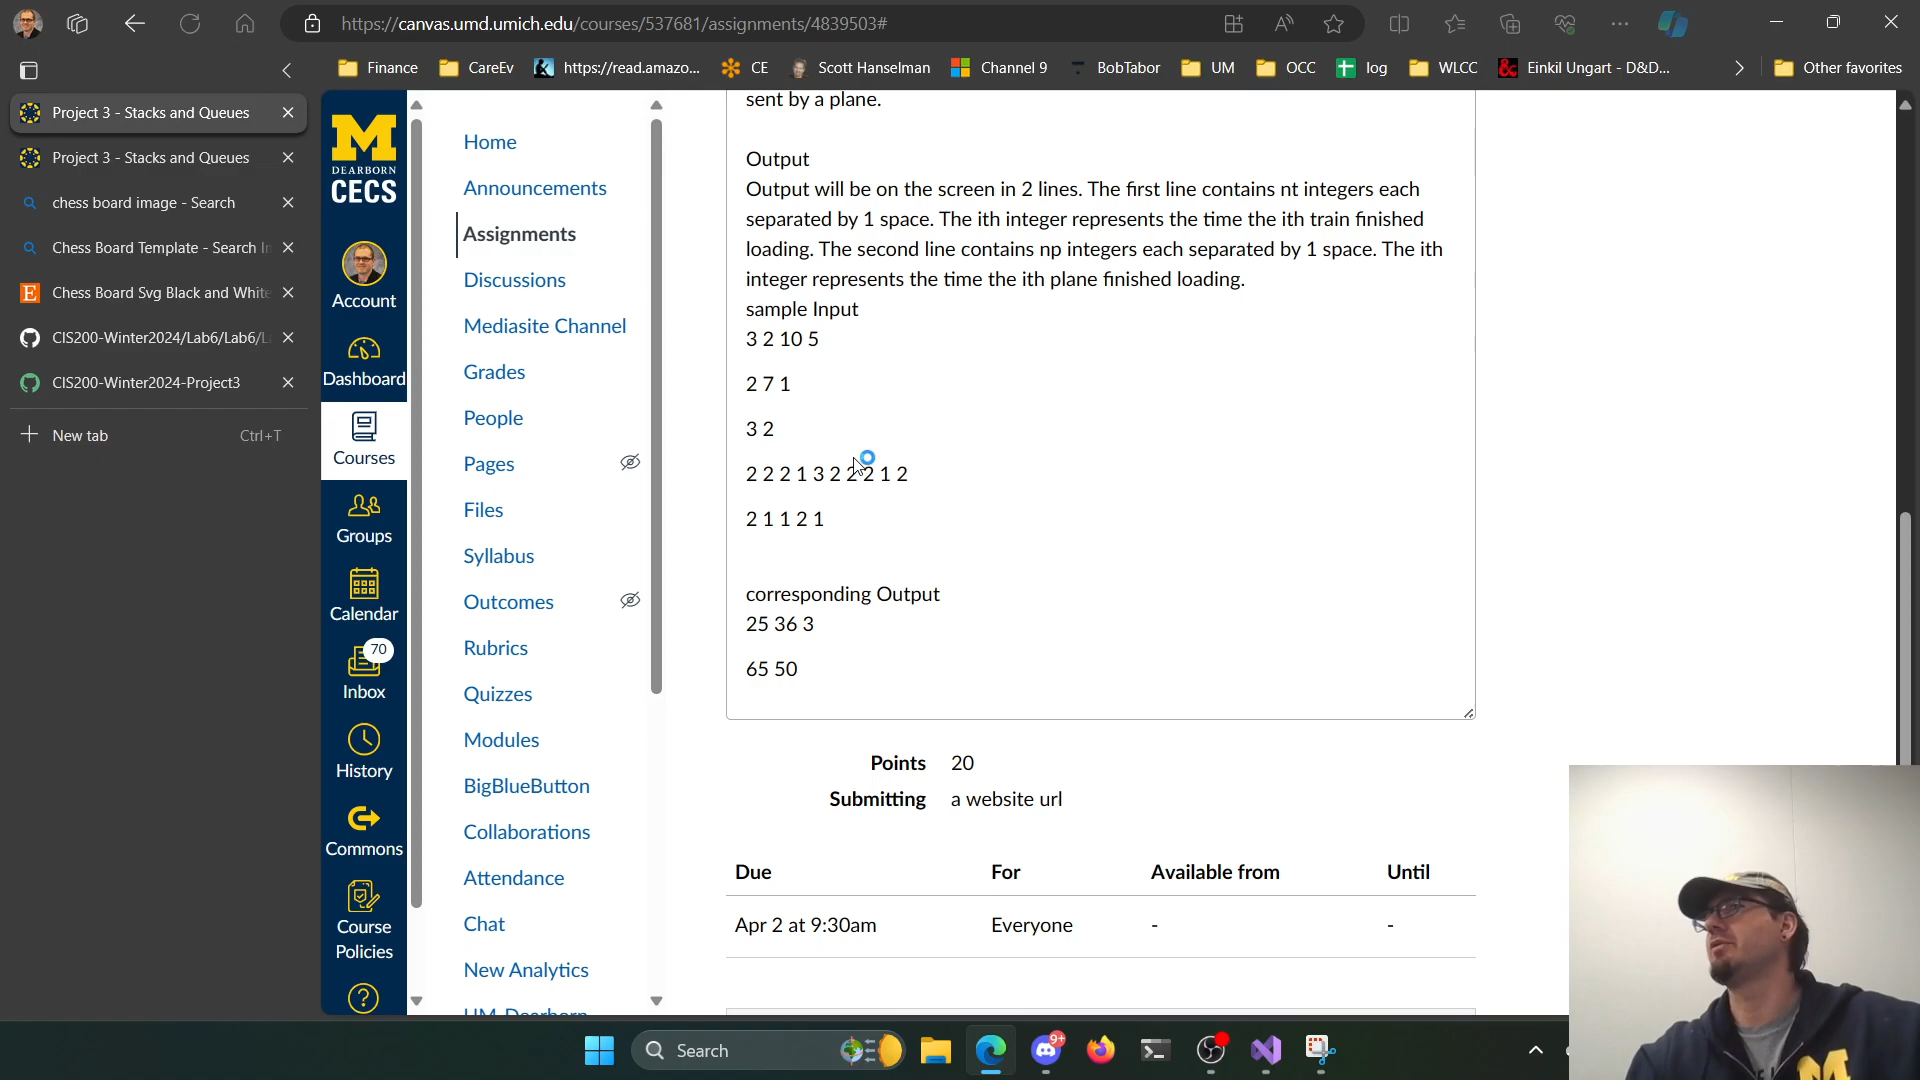 https://canvas.umd.umich.edu/courses/537681/assignments/4839503#
Finance
CareEv
https://read.amazo...
CE
Scott Hanselman
Channel 9
BobTabor
UM
OCC
log
WLCC
Einkil Ungart - D&D...
Other favorites
Project 3 - Stacks and Queues
Project 3 - Stacks and Queues
chess board image - Search
Chess Board Template - Search
Chess Board Svg Black and White
CIS200-Winter2024/Lab6/Lab6/L
CIS200-Winter2024-Project3
New tab Ctrl+T
M
DEARBORN
CECS
Account
Dashboard
Courses
Groups
Calendar
70
Inbox
History
Commons
Course
Policies
Home
Announcements
Assignments
Discussions
Mediasite Channel
Grades
People
Pages
Files
Syllabus
Outcomes
Rubrics
Quizzes
Modules
BigBlueButton
Collaborations
Attendance
Chat
New Analytics
UM-Dearborn
sent by a plane.
Output
Output will be on the screen in 2 lines. The first line contains nt integers each
separated by 1 space. The ith integer represents the time the ith train finished
loading. The second line contains np integers each separated by 1 space. The ith
integer represents the time the ith plane finished loading.
sample Input
3 2 10 5
2 7 1
3 2
2 2 2 1 3 2 2 2 1 2
2 1 1 2 1
corresponding Output
25 36 3
65 50
Points 20
Submitting a website url
Due For Available from Until
Apr 2 at 9:30am Everyone - -
Search
9+
M